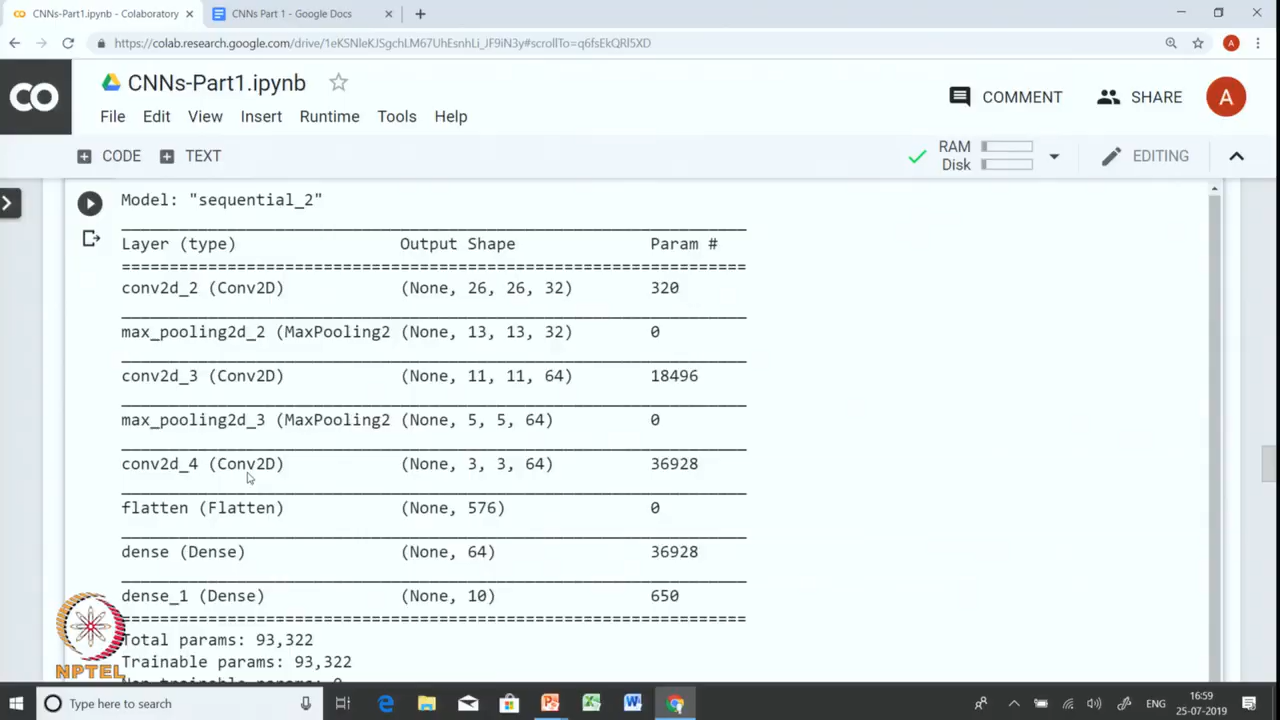 CNNs-Part1.ipynb - Colaboratory
CNNs Part 1 - Google Docs
https://colab.research.google.com/drive/1eKSNleKJSgchLM67UhEsnhLi_JF9iN3y#scrollTo=q6fsEkQRf5XD
A
CO
CNNs-Part1.ipynb
COMMENT
SHARE
A
File Edit View Insert Runtime Tools Help
CODE TEXT
RAM
Disk
EDITING
Model: "sequential_2"
Layer (type) Output Shape Param #
=================================================================
conv2d_2 (Conv2D) (None, 26, 26, 32) 320
max_pooling2d_2 (MaxPooling2 (None, 13, 13, 32) 0
conv2d_3 (Conv2D) (None, 11, 11, 64) 18496
max_pooling2d_3 (MaxPooling2 (None, 5, 5, 64) 0
conv2d_4 (Conv2D) (None, 3, 3, 64) 36928
flatten (Flatten) (None, 576) 0
dense (Dense) (None, 64) 36928
dense_1 (Dense) (None, 10) 650
=================================================================
Total params: 93,322
Trainable params: 93,322
NPTEL
Type here to search
ENG
16:59
25-07-2019